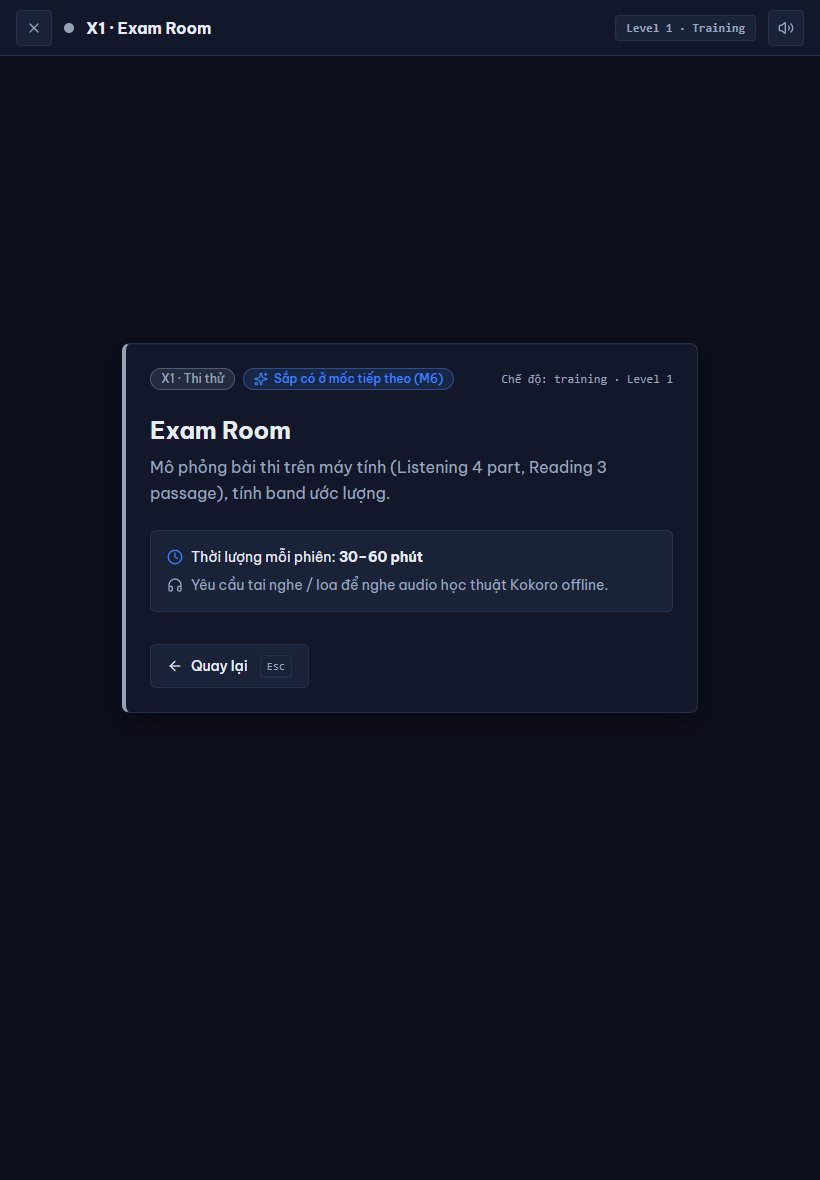 X1 · Exam Room
Level 1 · Training
X1 · Thi thử
Sắp có ở mốc tiếp theo (M6)
Chế độ: training · Level 1
Exam Room
Mô phỏng bài thi trên máy tính (Listening 4 part, Reading 3
passage), tính band ước lượng.
Thời lượng mỗi phiên: 30–60 phút
Yêu cầu tai nghe / loa để nghe audio học thuật Kokoro offline.
Quay lại Esc